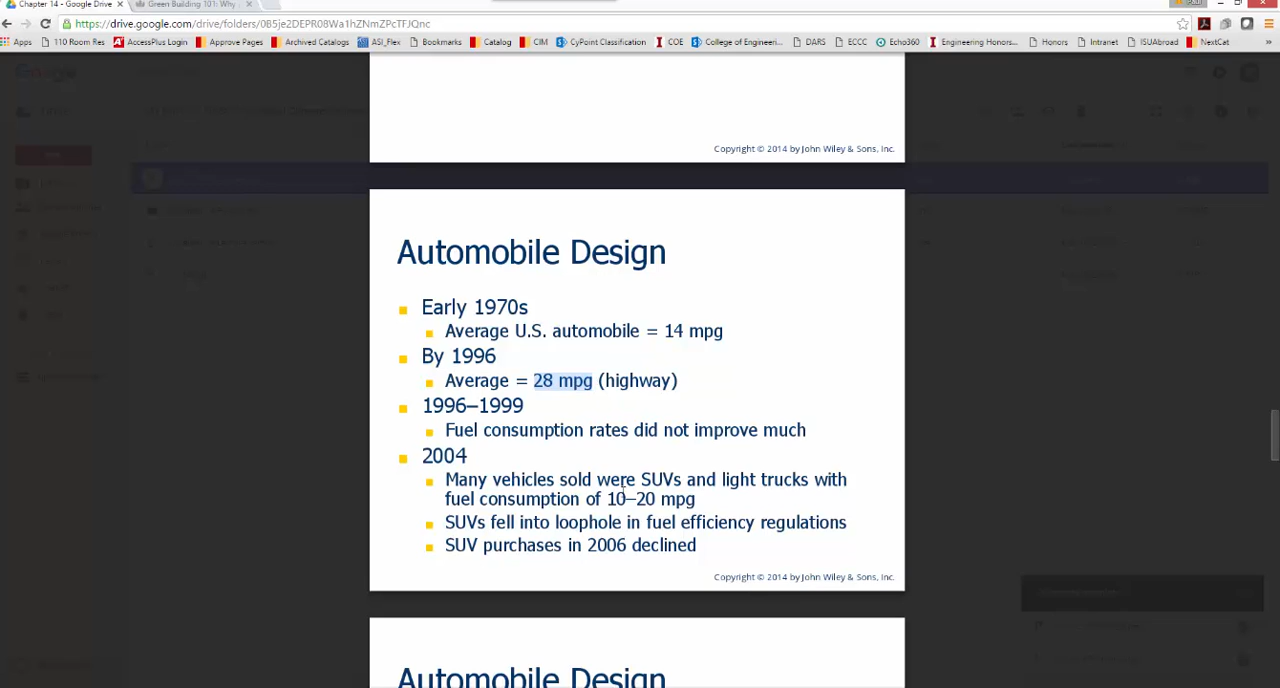 Chapter 14 - Google Drive
Green Building 101: Why
https://drive.google.com/drive/folders/0B5je2DEPR08Wa1hZNmZPcTFJQnc
Apps 110 Room Res AccessPlus Login Approve Pages Archived Catalogs ASI_Flex Bookmarks Catalog CIM CyPoint Classification COE College of Engineeri... DARS ECCC Echo360 Engineering Honors... Honors Intranet ISUAbroad NextCat »
Copyright © 2014 by John Wiley & Sons, Inc.
Automobile Design
Early 1970s
Average U.S. automobile = 14 mpg
By 1996
Average = 28 mpg (highway)
1996–1999
Fuel consumption rates did not improve much
2004
Many vehicles sold were SUVs and light trucks with
fuel consumption of 10–20 mpg
SUVs fell into loophole in fuel efficiency regulations
SUV purchases in 2006 declined
Copyright © 2014 by John Wiley & Sons, Inc.
Automobile Design